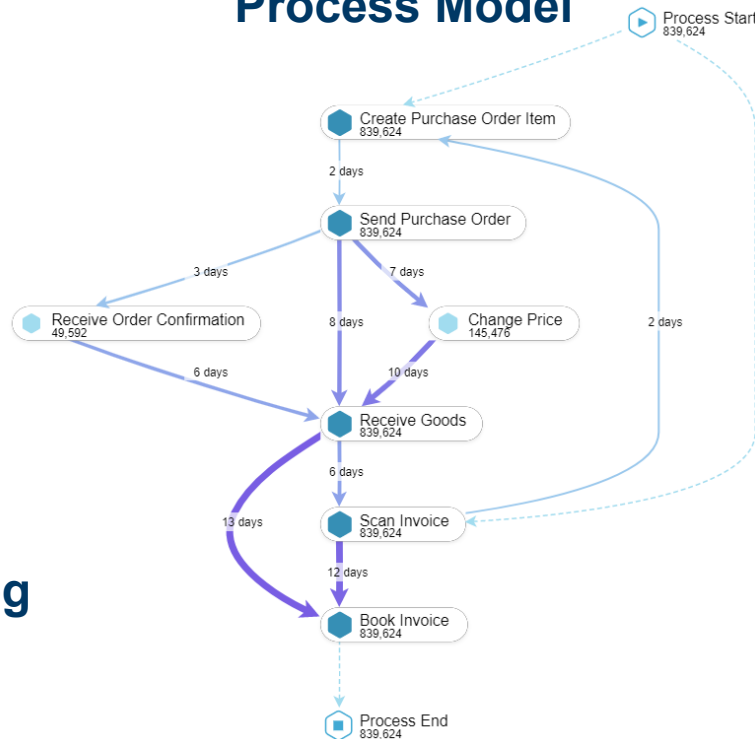 Process Model
Process Start
839,624
Create Purchase Order Item
839,624
2 days
Send Purchase Order
839,624
3 days
7 days
Receive Order Confirmation
49,592
8 days
Change Price
145,476
2 days
6 days
10 days
Receive Goods
839,624
6 days
13 days
Scan Invoice
839,624
12 days
g
Book Invoice
839,624
Process End
839,624